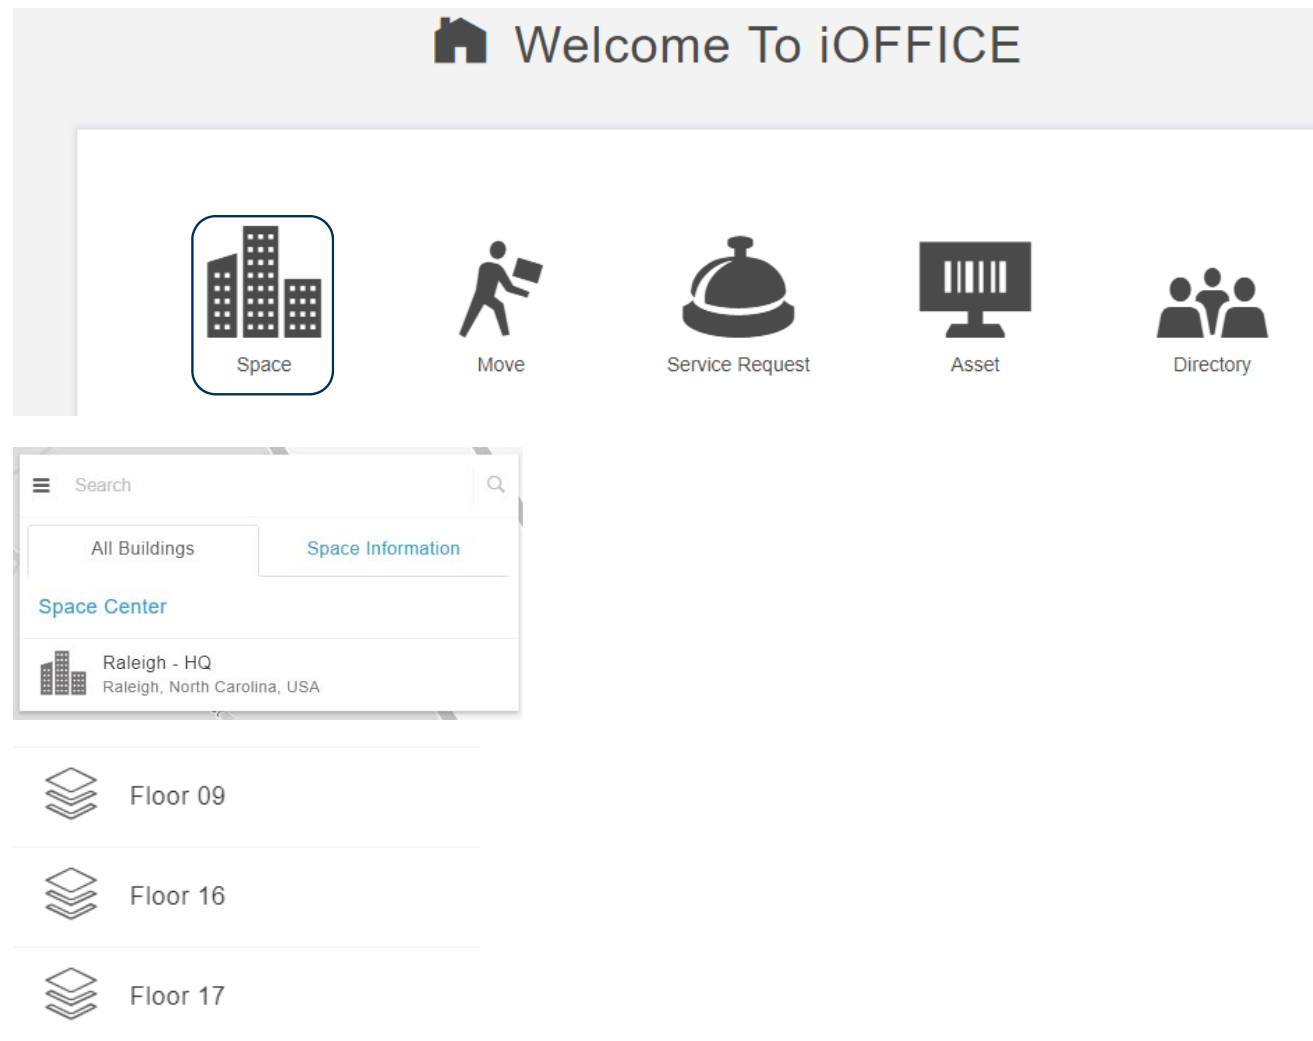 Welcome To iOFFICE
Space
Move
Service Request
Asset
Directory
Search
All Buildings
Space Information
Space Center
Raleigh - HQ
Raleigh, North Carolina, USA
Floor 09
Floor 16
Floor 17